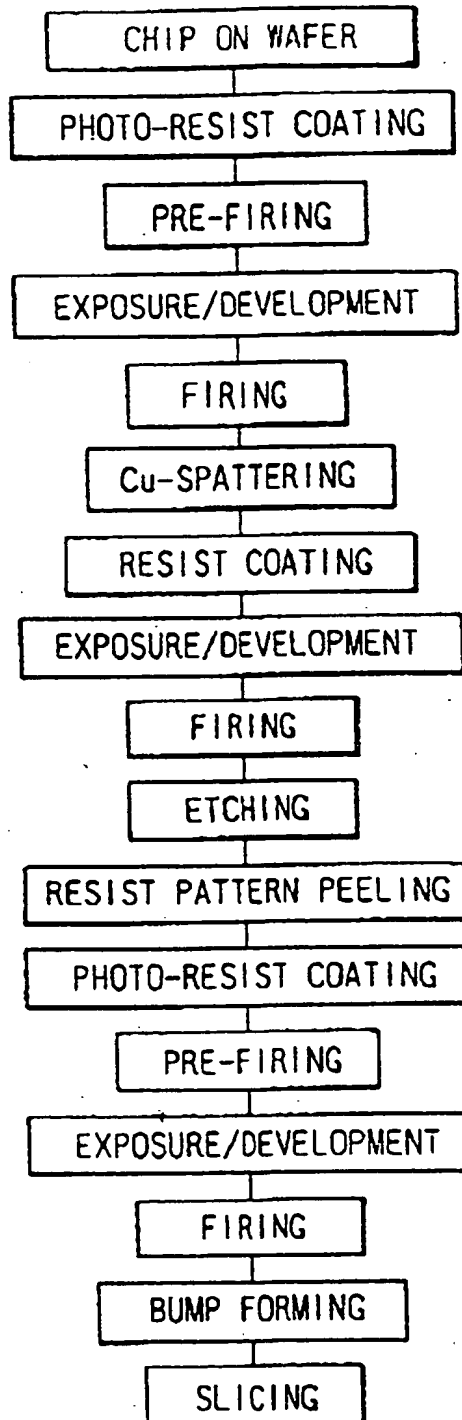 CHIP ON WAFER
PHOTO-RESIST COATING
PRE-FIRING
EXPOSURE/DEVELOPMENT
FIRING
Cu-SPATTERING
RESIST COATING
EXPOSURE/DEVELOPMENT
FIRING
ETCHING
RESIST PATTERN PEELING
PHOTO-RESIST COATING
PRE-FIRING
EXPOSURE/DEVELOPMENT
FIRING
BUMP FORMING
SLICING